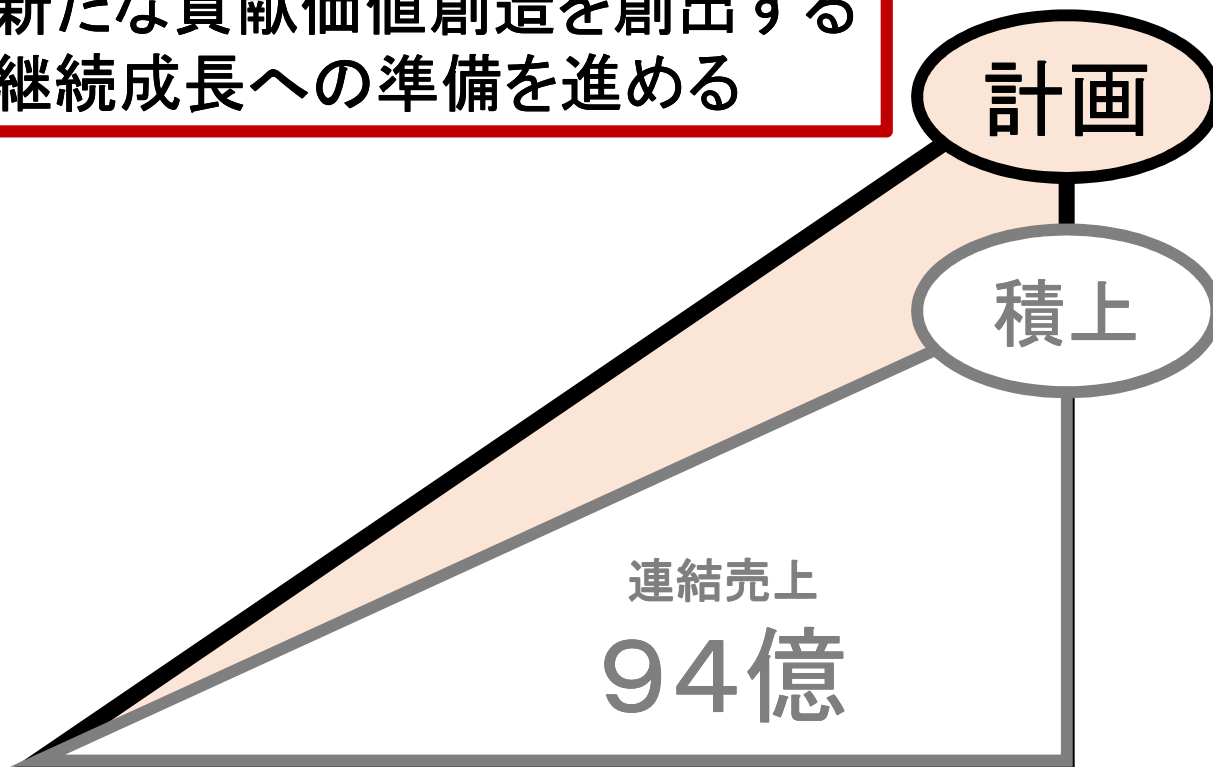 新たな貢献価値創造を創出する
継続成長への準備を進める
計画
積上
連結売上
94億